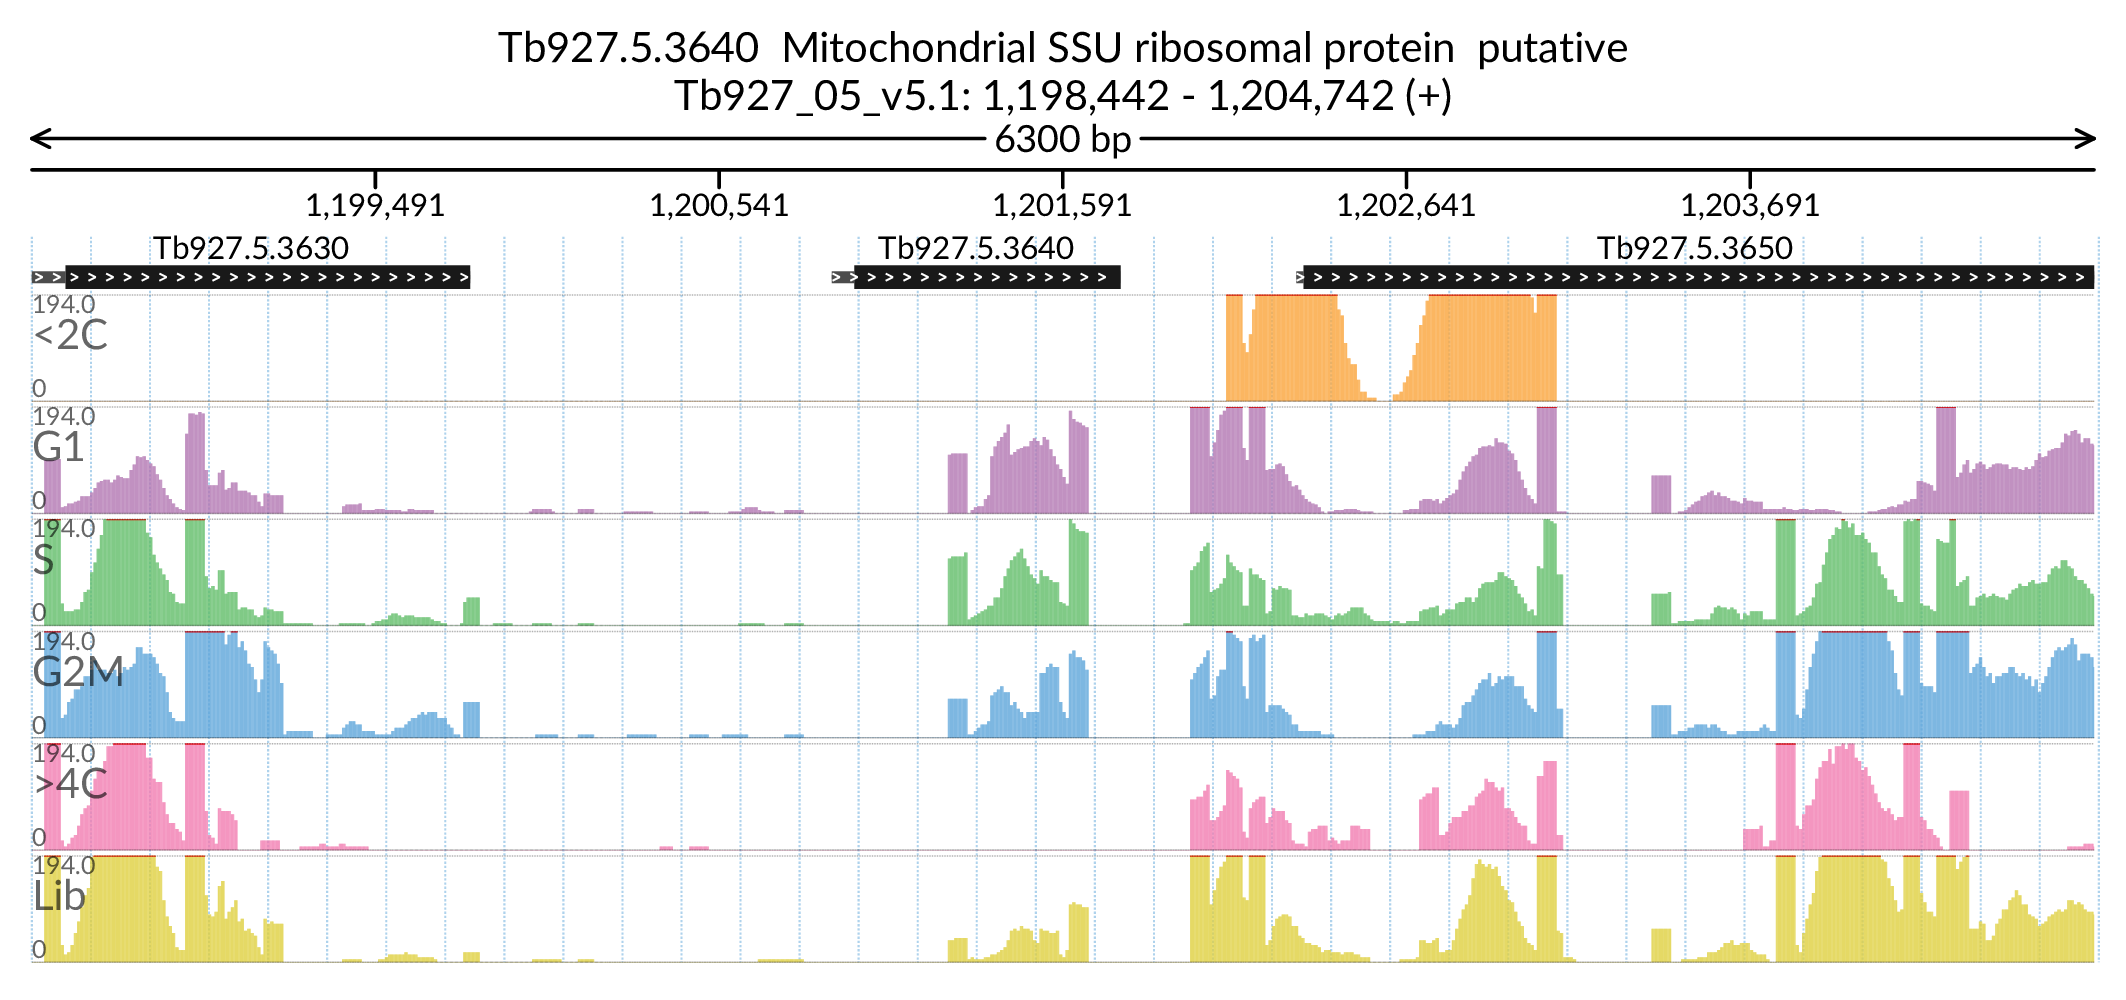 Tb927.5.3640  Mitochondrial SSU ribosomal protein  putative
Tb927_05_v5.1: 1,198,442 - 1,204,742 (+)
6300 bp
1,199,491 1,200,541 1,201,591 1,202,641 1,203,691
Tb927.5.3630 Tb927.5.3640 Tb927.5.3650
194.0
<2C
0
194.0
G1
0
194.0
S
0
194.0
G2M
0
194.0
>4C
0
194.0
Lib
0